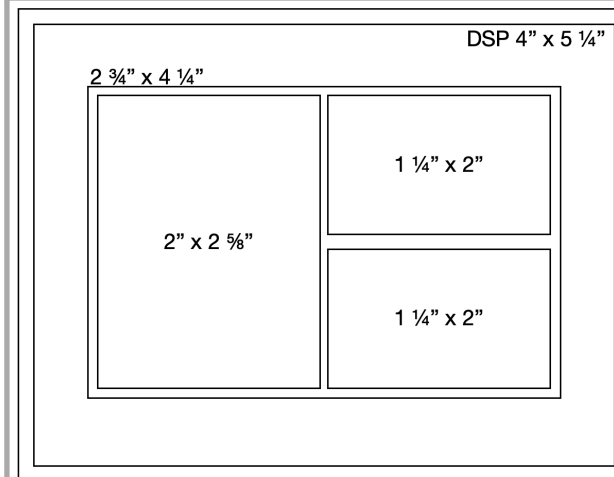 DSP 4” x 5 ¼”
2 ¾” x 4 ¼”
1 ¼” x 2”
2” x 2 ⅝”
1 ¼” x 2”